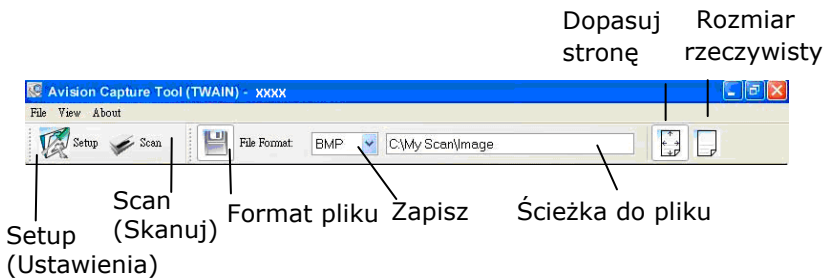 Dopasuj stronę
Rozmiar rzeczywisty
Avision Capture Tool (TWAIN) - xxxx
File View About
Setup Scan File Format: BMP C:\My Scan\Image
Setup (Ustawienia)
Scan (Skanuj)
Format pliku
Zapisz
Ścieżka do pliku